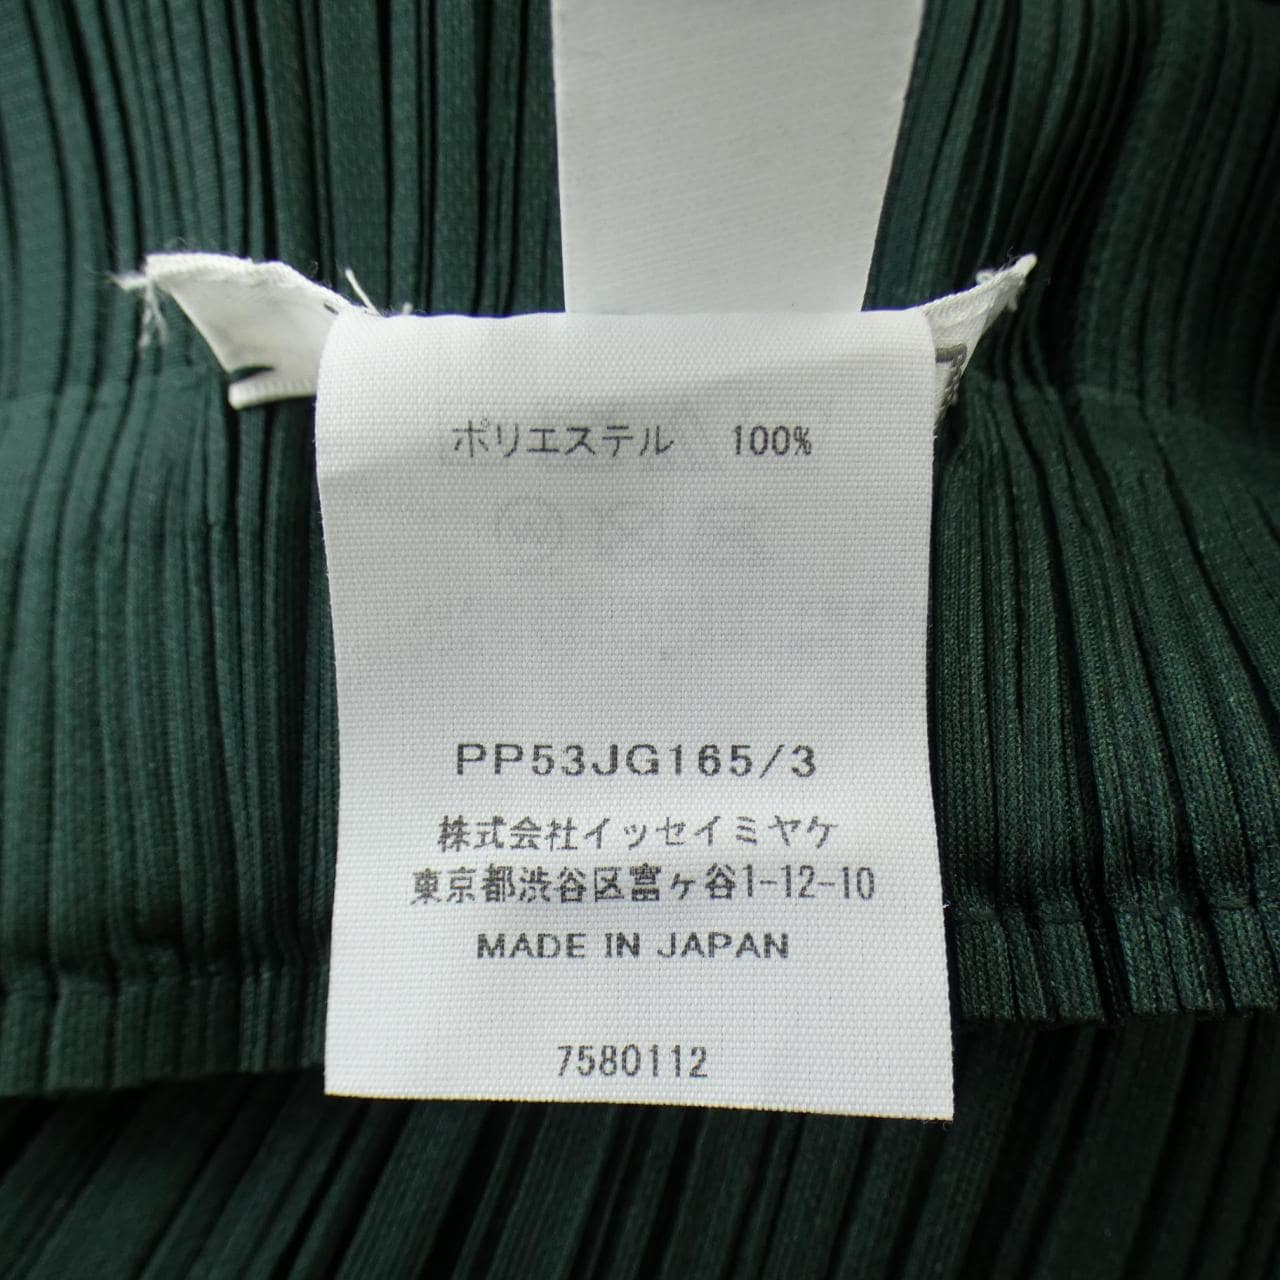 ポリエステル 100%
PP53JG165/3
株式会社イッセイミヤケ
東京都渋谷区富ヶ谷1-12-10
MADE IN JAPAN
7580112